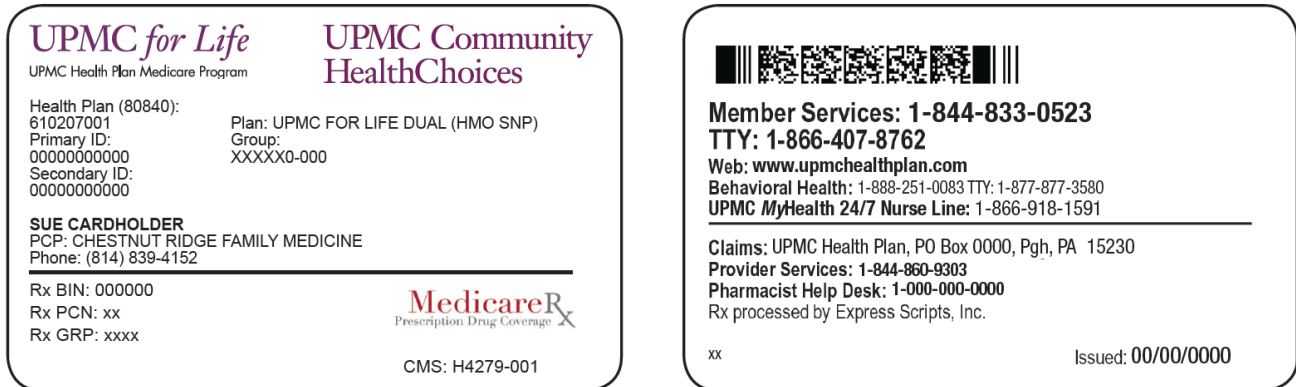 UPMC for Life
UPMC Health Plan Medicare Program
UPMC Community
HealthChoices
Health Plan (80840):
610207001
Primary ID:
00000000000
Secondary ID:
00000000000
Plan: UPMC FOR LIFE DUAL (HMO SNP)
Group:
XXXXX0-000
SUE CARDHOLDER
PCP: CHESTNUT RIDGE FAMILY MEDICINE
Phone: (814) 839-4152
Rx BIN: 000000
Rx PCN: xx
Rx GRP: xxxx
MedicareRx
Prescription Drug Coverage
CMS: H4279-001
Member Services: 1-844-833-0523
TTY: 1-866-407-8762
Web: www.upmchealthplan.com
Behavioral Health: 1-888-251-0083 TTY: 1-877-877-3580
UPMC MyHealth 24/7 Nurse Line: 1-866-918-1591
Claims: UPMC Health Plan, PO Box 0000, Pgh, PA 15230
Provider Services: 1-844-860-9303
Pharmacist Help Desk: 1-000-000-0000
Rx processed by Express Scripts, Inc.
xx
Issued: 00/00/0000